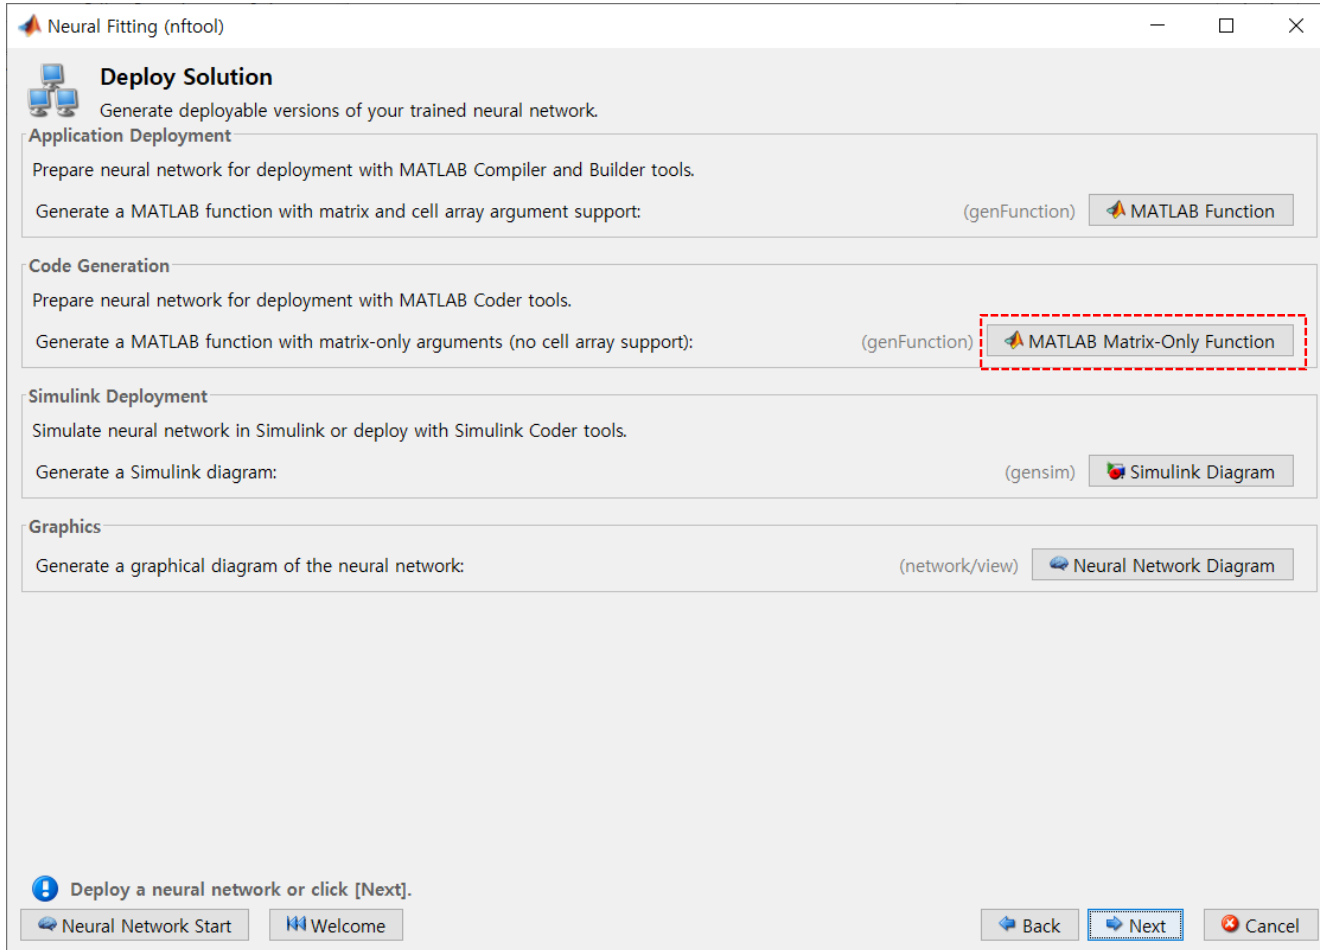 Neural Fitting (nftool)
Deploy Solution
Generate deployable versions of your trained neural network.
Application Deployment
Prepare neural network for deployment with MATLAB Compiler and Builder tools.
Generate a MATLAB function with matrix and cell array argument support: (genFunction) MATLAB Function
Code Generation
Prepare neural network for deployment with MATLAB Coder tools.
Generate a MATLAB function with matrix-only arguments (no cell array support): (genFunction) MATLAB Matrix-Only Function
Simulink Deployment
Simulate neural network in Simulink or deploy with Simulink Coder tools.
Generate a Simulink diagram: (gensim) Simulink Diagram
Graphics
Generate a graphical diagram of the neural network: (network/view) Neural Network Diagram
Deploy a neural network or click [Next].
Neural Network Start Welcome Back Next Cancel